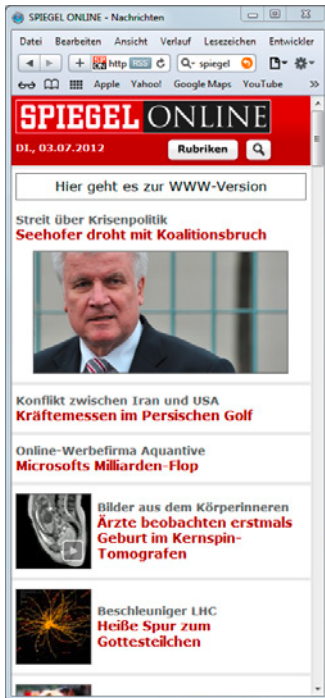 SPIEGEL ONLINE - Nachrichten
Datei Bearbeiten Ansicht Verlauf Lesezeichen Entwickler
http RSS spiegel
Apple Yahoo! Google Maps YouTube »
SPIEGEL ONLINE
DI., 03.07.2012 Rubriken
Hier geht es zur WWW-Version
Streit über Krisenpolitik
Seehofer droht mit Koalitionsbruch
Konflikt zwischen Iran und USA
Kräftemessen im Persischen Golf
Online-Werbefirma Aquantive
Microsofts Milliarden-Flop
Bilder aus dem Körperinneren
Ärzte beobachten erstmals
Geburt im Kernspin-
Tomografen
Beschleuniger LHC
Heiße Spur zum
Gottesteilchen